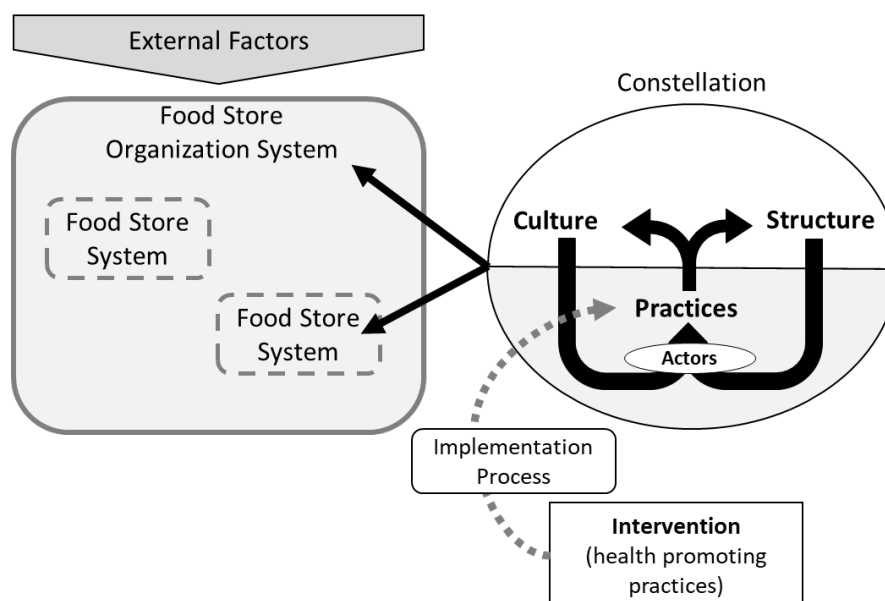 External Factors
Food Store
Organization System
Food Store
System
Food Store
System
Constellation
Culture
Structure
Practices
Actors
Implementation
Process
Intervention
(health promoting
practices)